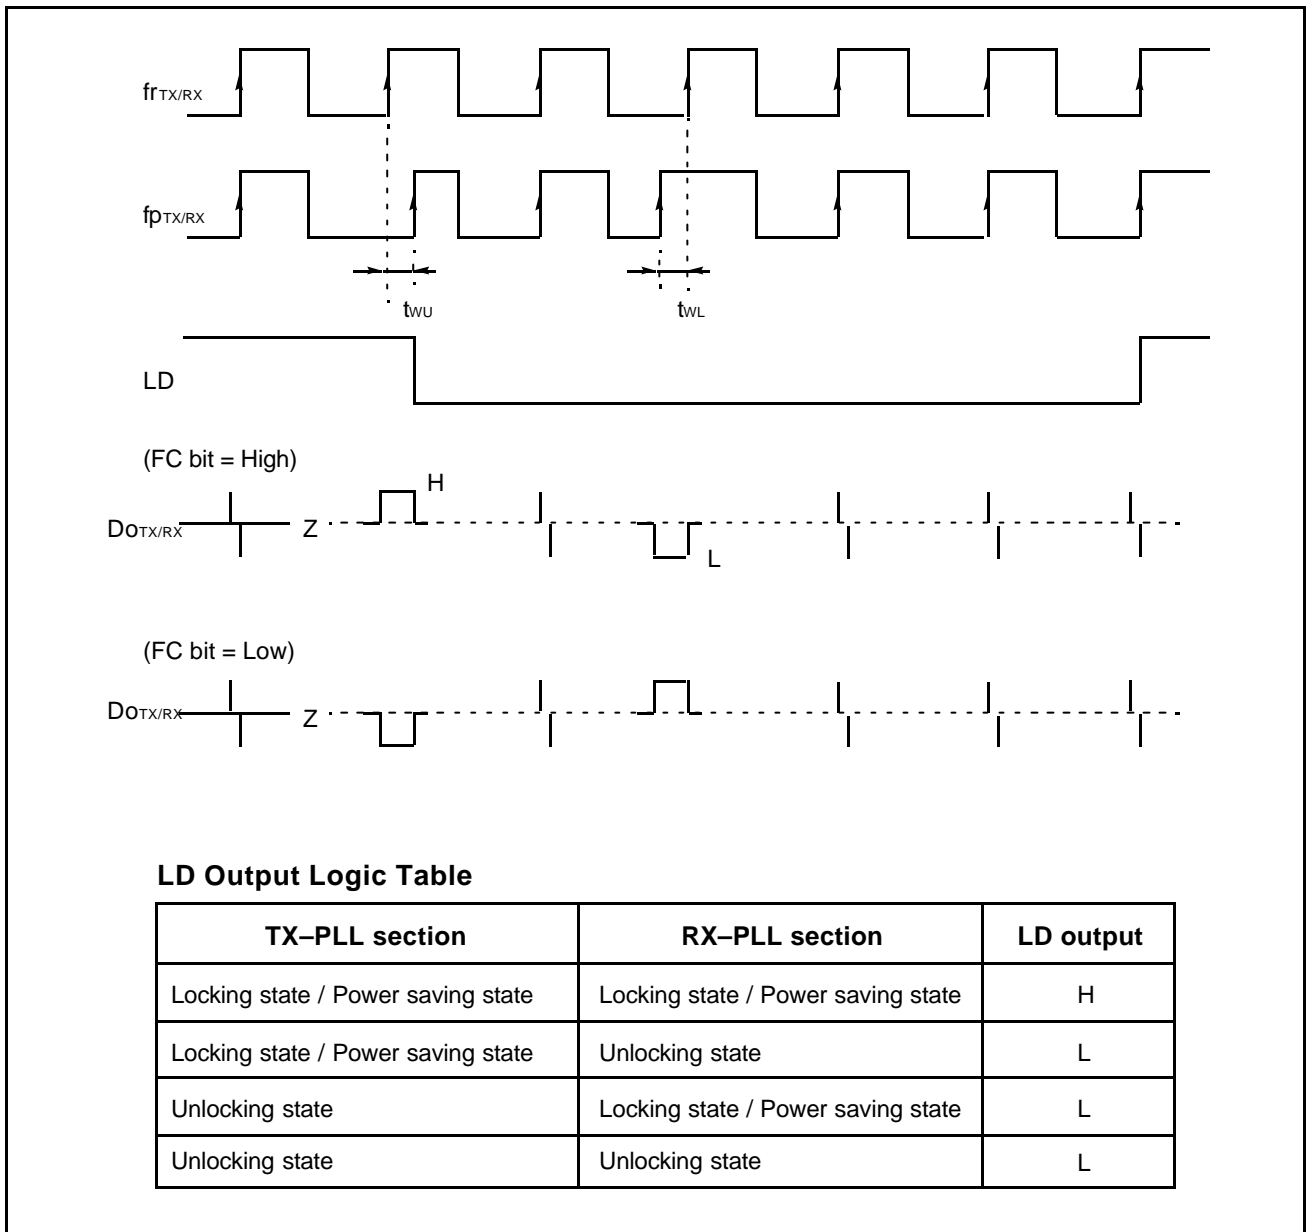 frTX/RX
fpTX/RX
tWU
tWL
LD
(FC bit = High)
H
DoTX/RX
Z
L
(FC bit = Low)
DoTX/RX
Z
LD Output Logic Table
TX–PLL section
RX–PLL section
LD output
Locking state / Power saving state
Locking state / Power saving state
H
Locking state / Power saving state
Unlocking state
L
Unlocking state
Locking state / Power saving state
L
Unlocking state
Unlocking state
L